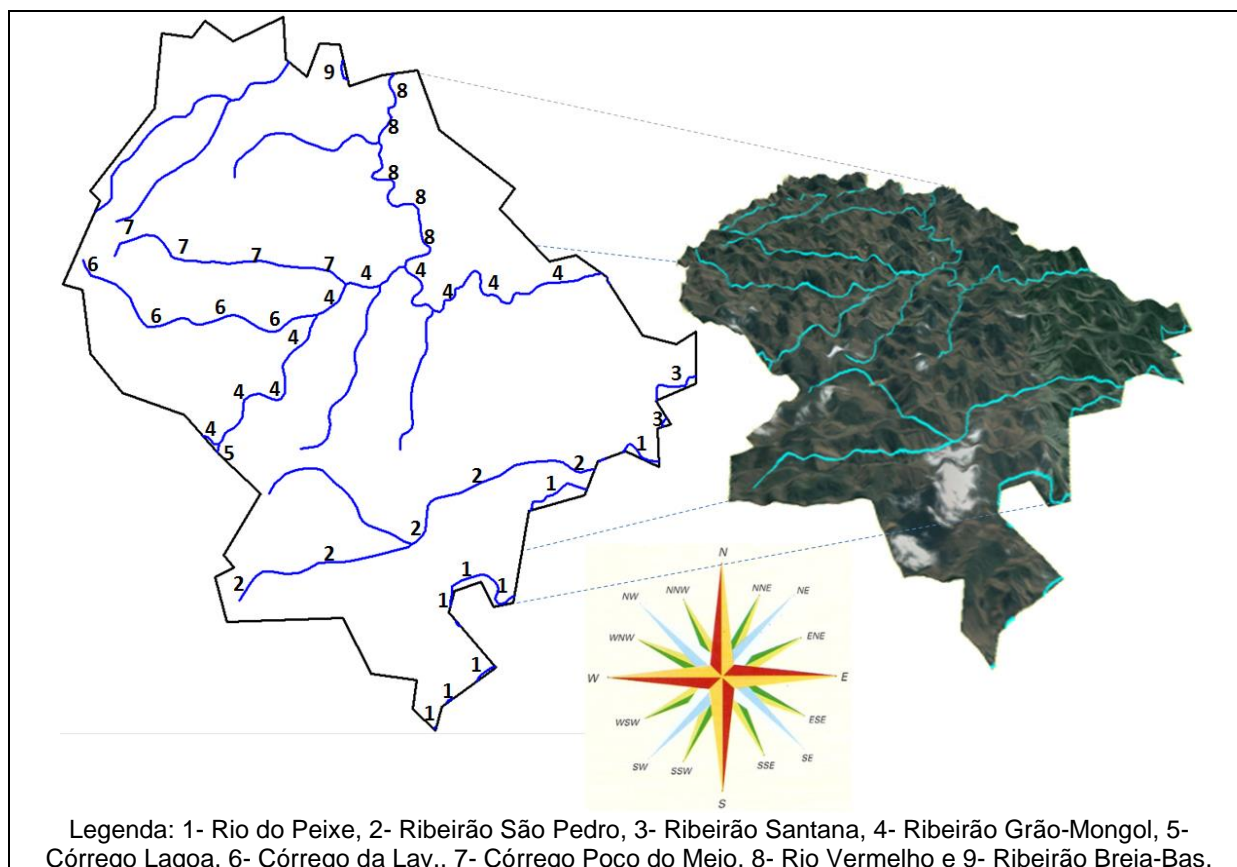 9
8
8
8
8
8
7
7
7
7
6
6
6
6
4
4
4
4
4
4
4
4
4
5
3
3
1
2
2
2
2
2
1
1
1
1
1
1
N
NNW
NNE
NW
NE
WNW
ENE
W
E
WSW
ESE
SW
SE
SSW
SSE
S
Legenda: 1- Rio do Peixe, 2- Ribeirão São Pedro, 3- Ribeirão Santana, 4- Ribeirão Grão-Mongol, 5-
Córrego Lagoa, 6- Córrego da Lav., 7- Córrego Poço do Meio, 8- Rio Vermelho e 9- Ribeirão Breja-Bas.